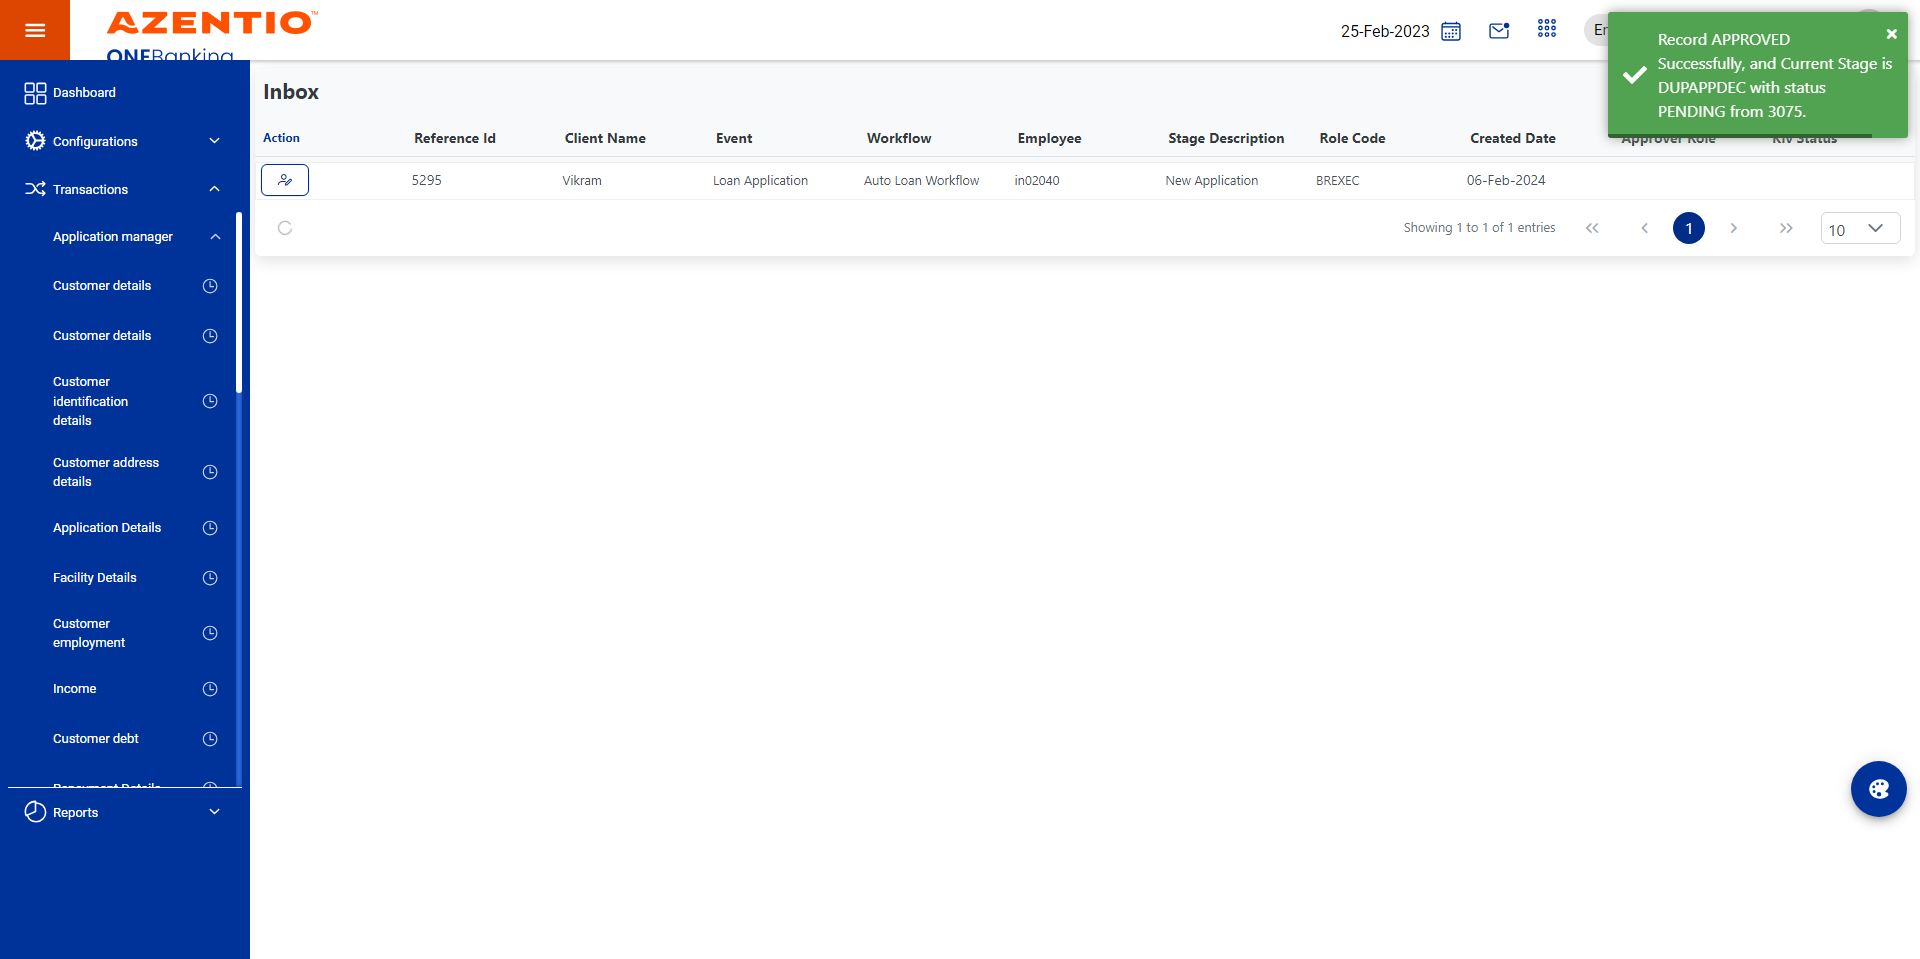 AZENTIO™
ONEBanking
25-Feb-2023
Record APPROVED
Successfully, and Current Stage is
DUPAPPDEC with status
PENDING from 3075.
Dashboard
Configurations
Transactions
Application manager
Customer details
Customer details
Customer
identification
details
Customer address
details
Application Details
Facility Details
Customer
employment
Income
Customer debt
Repayment Details
Reports
Inbox
Action Reference Id Client Name Event Workflow Employee Stage Description Role Code Created Date Approver Role KIV Status
5295 Vikram Loan Application Auto Loan Workflow in02040 New Application BREXEC 06-Feb-2024
Showing 1 to 1 of 1 entries 1 10